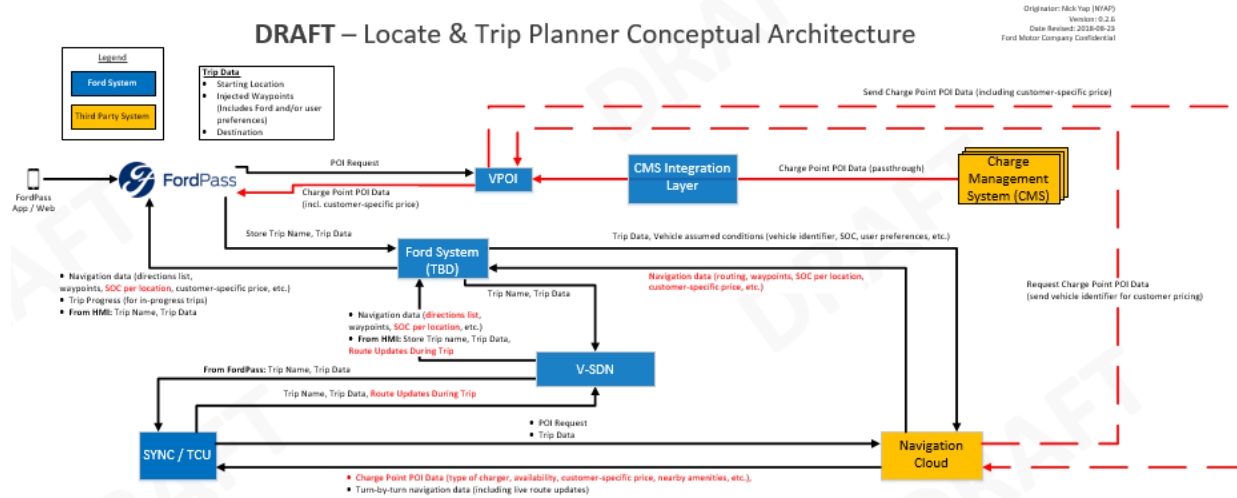 DRAFT – Locate & Trip Planner Conceptual Architecture
Originator: Nick Yap (NYAP)
Version: 0.2.6
Date Revised: 2018-08-23
Ford Motor Company Confidential
Legend
Ford System
Third Party System
Trip Data
• Starting Location
• Injected Waypoints
(Includes Ford and/or user
preferences)
• Destination
Send Charge Point POI Data (including customer-specific price)
FordPass
App / Web
FordPass
POI Request
Charge Point POI Data
(incl. customer-specific price)
VPOI
CMS Integration
Layer
Charge Point POI Data (passthrough)
Charge
Management
System (CMS)
Store Trip Name, Trip Data
Ford System
(TBD)
Trip Data, Vehicle assumed conditions (vehicle identifier, SOC, user preferences, etc.)
• Navigation data (directions list,
waypoints, SOC per location, customer-specific price, etc.)
• Trip Progress (for in-progress trips)
• From HMI: Trip Name, Trip Data
Navigation data (routing, waypoints, SOC per location,
customer-specific price, etc.)
Request Charge Point POI Data
(send vehicle identifier for customer pricing)
Trip Name, Trip Data
• Navigation data (directions list,
waypoints, SOC per location, etc.)
• From HMI: Store Trip name, Trip Data,
Route Updates During Trip
V-SDN
From FordPass: Trip Name, Trip Data
Trip Name, Trip Data, Route Updates During Trip
• POI Request
• Trip Data
SYNC / TCU
Navigation
Cloud
• Charge Point POI Data (type of charger, availability, customer-specific price, nearby amenities, etc.),
• Turn-by-turn navigation data (including live route updates)
DRAFT
DRAFT
DRAFT
DRAFT